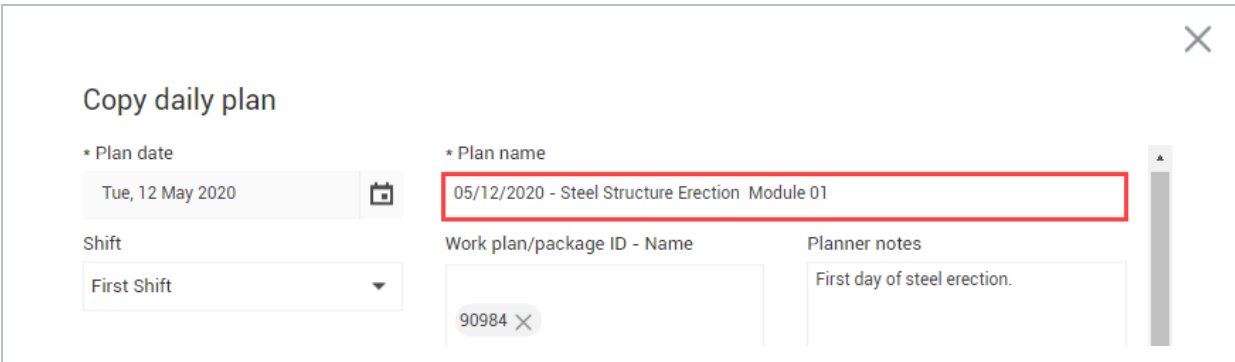 Copy daily plan
* Plan date
* Plan name
Tue, 12 May 2020
05/12/2020 - Steel Structure Erection  Module 01
Shift
Work plan/package ID - Name
Planner notes
First Shift
First day of steel erection.
90984